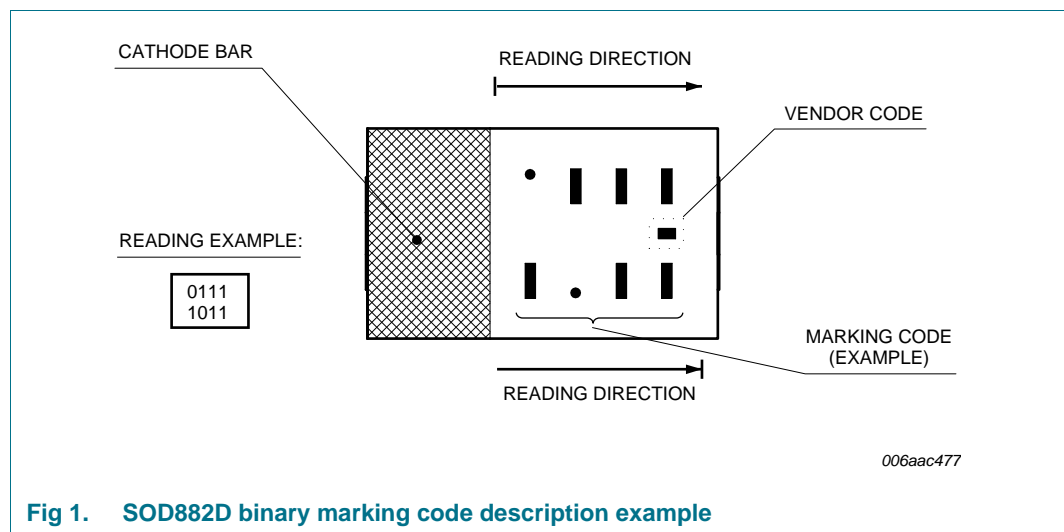 CATHODE BAR
READING DIRECTION
VENDOR CODE
READING EXAMPLE:
0111
1011
MARKING CODE
(EXAMPLE)
READING DIRECTION
006aac477
Fig 1. SOD882D binary marking code description example